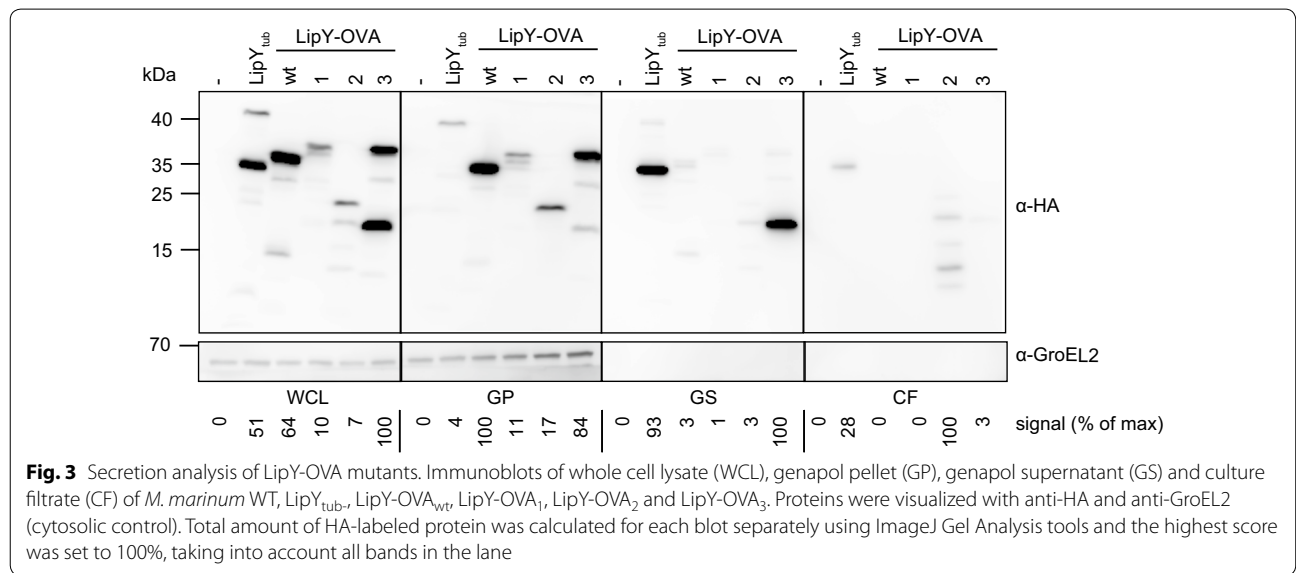 LipY-OVA LipY-OVA LipY-OVA LipY-OVA
kDa - LipYtub wt 1 2 3 - LipYtub wt 1 2 3 - LipYtub wt 1 2 3 - LipYtub wt 1 2 3
40
35
25
α-HA
15
70
α-GroEL2
WCL GP GS CF
0 51 64 10 7 100 0 4 100 11 17 84 0 93 3 1 3 100 0 28 0 0 100 3 signal (% of max)
Fig. 3 Secretion analysis of LipY-OVA mutants. Immunoblots of whole cell lysate (WCL), genapol pellet (GP), genapol supernatant (GS) and culture
filtrate (CF) of M. marinum WT, LipYtub-, LipY-OVAwt, LipY-OVA1, LipY-OVA2 and LipY-OVA3. Proteins were visualized with anti-HA and anti-GroEL2
(cytosolic control). Total amount of HA-labeled protein was calculated for each blot separately using ImageJ Gel Analysis tools and the highest score
was set to 100%, taking into account all bands in the lane